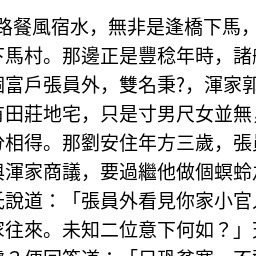 路餐風宿水，無非是逢橋下馬，
下馬村。那邊正是豐稔年時，諸
個富戶張員外，雙名秉?，渾家郭
有田莊地宅，只是寸男尺女並無
分相得。那劉安住年方三歲，張
與渾家商議，要過繼他做個螟蛉
氏說道：「張員外看見你家小官
家往來。未知二位意下何如？」